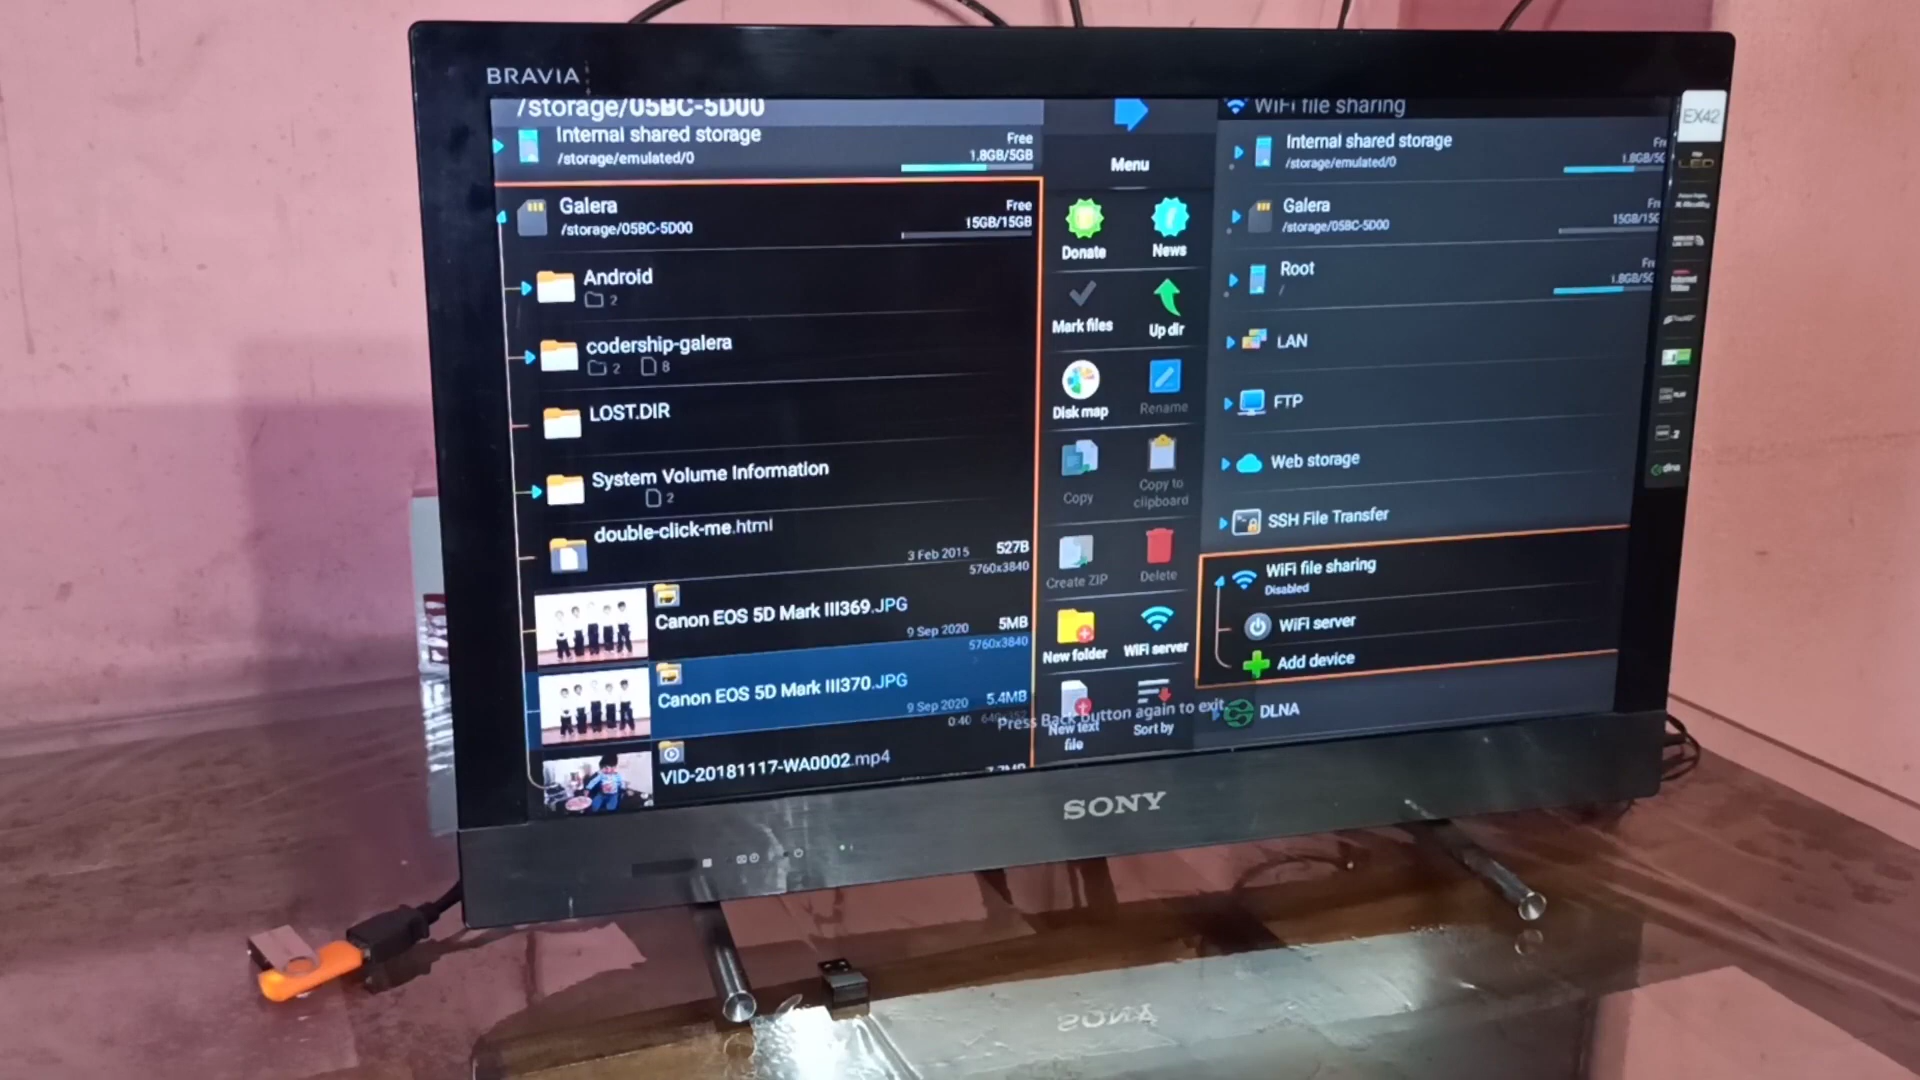 BRAVIA
/storage/05BC-5D00
Internal shared storage
/storage/emulated/0
Free
1.8GB/5GB
Galera
/storage/05BC-5D00
Free
15GB/15GB
Android
2
codership-galera
2 8
LOST.DIR
System Volume Information
2
double-click-me.html
3 Feb 2015 527B
5760x3840
Canon EOS 5D Mark III369.JPG
9 Sep 2020 5MB
5760x3840
Canon EOS 5D Mark III370.JPG
9 Sep 2020 5.4MB
0:40
VID-20181117-WA0002.mp4
Menu
Donate News
Mark files Up dir
Disk map Rename
Copy Copy to
clipboard
Create ZIP Delete
New folder WiFi server
New text
file
Sort by
Press Back button again to exit.
WiFi file sharing
Internal shared storage
/storage/emulated/0
Galera
/storage/05BC-5D00
Root
/
LAN
FTP
Web storage
SSH File Transfer
WiFi file sharing
Disabled
WiFi server
Add device
DLNA
EX42
LED
dlna
SONY